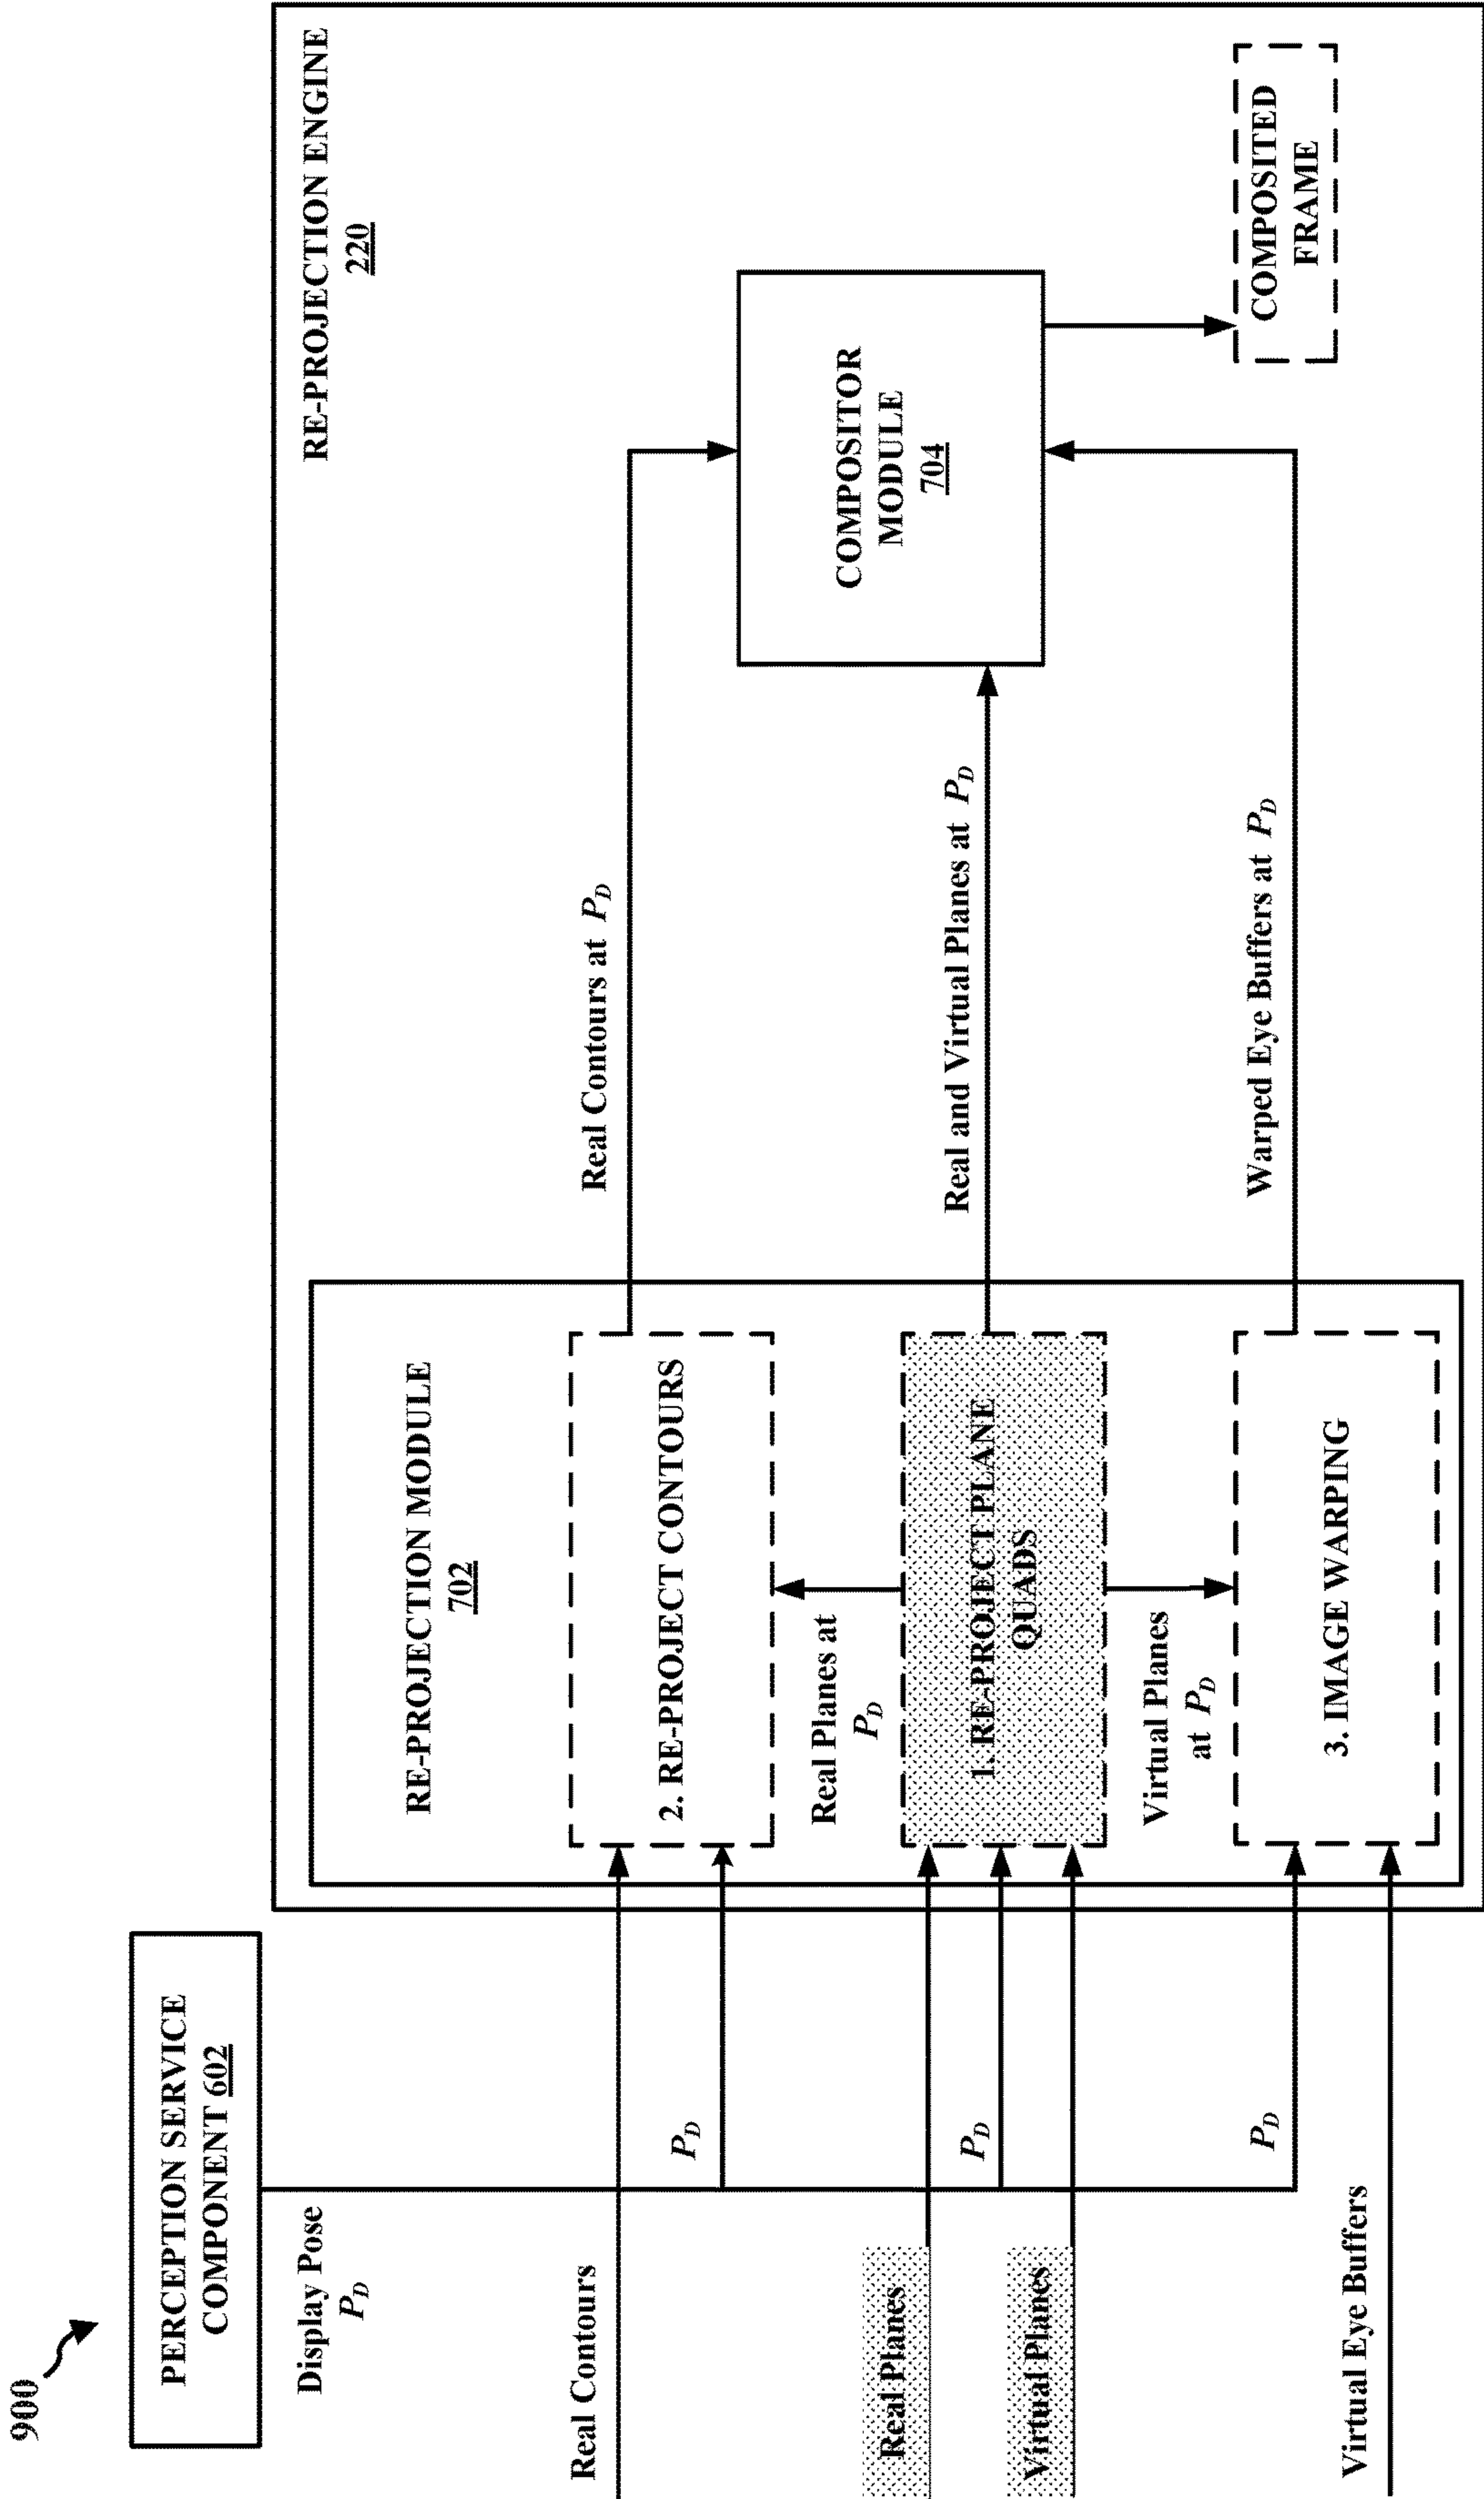 900
PERCEPTION SERVICE
COMPONENT 602
Display Pose
P_D
Real Contours
P_D
Real Planes
P_D
Virtual Planes
P_D
Virtual Eye Buffers
RE-PROJECTION ENGINE
220
RE-PROJECTION MODULE
702
2. RE-PROJECT CONTOURS
Real Planes at
P_D
1. RE-PROJECT PLANE
QUADS
Virtual Planes
at P_D
3. IMAGE WARPING
Real Contours at P_D
Real and Virtual Planes at P_D
Warped Eye Buffers at P_D
COMPOSITOR
MODULE
704
COMPOSITED
FRAME